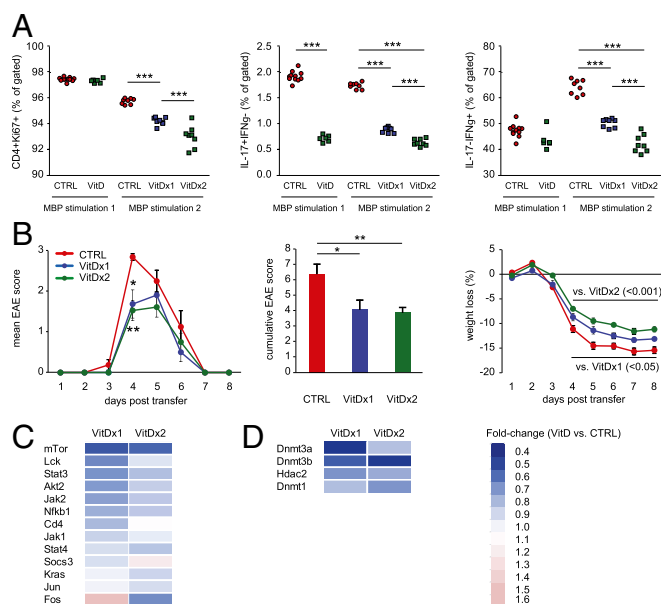 A
CD4+Ki67+ (% of gated)
100
98
96
94
92
90
*** ***
CTRL VitD CTRL VitDx1 VitDx2
MBP stimulation 1 MBP stimulation 2
IL-17+IFNg- (% of gated)
2.5
2.0
1.5
1.0
0.5
0.0
*** *** *** ***
CTRL VitD CTRL VitDx1 VitDx2
MBP stimulation 1 MBP stimulation 2
IL-17-IFNg+ (% of gated)
80
70
60
50
40
30
*** *** ***
CTRL VitD CTRL VitDx1 VitDx2
MBP stimulation 1 MBP stimulation 2
B
mean EAE score
3
2
1
0
CTRL
VitDx1
VitDx2
*
**
1 2 3 4 5 6 7 8
days post transfer
cumulative EAE score
8
7
6
5
4
3
2
1
0
**
*
CTRL VitDx1 VitDx2
weight loss (%)
5
0
-5
-10
-15
-20
vs. VitDx2 (<0.001)
vs. VitDx1 (<0.05)
1 2 3 4 5 6 7 8
days post transfer
C
VitDx1 VitDx2
mTor
Lck
Stat3
Akt2
Jak2
Nfkb1
Cd4
Jak1
Stat4
Socs3
Kras
Jun
Fos
D
VitDx1 VitDx2
Dnmt3a
Dnmt3b
Hdac2
Dnmt1
Fold-change (VitD vs. CTRL)
0.4
0.5
0.6
0.7
0.8
0.9
1.0
1.1
1.2
1.3
1.4
1.5
1.6